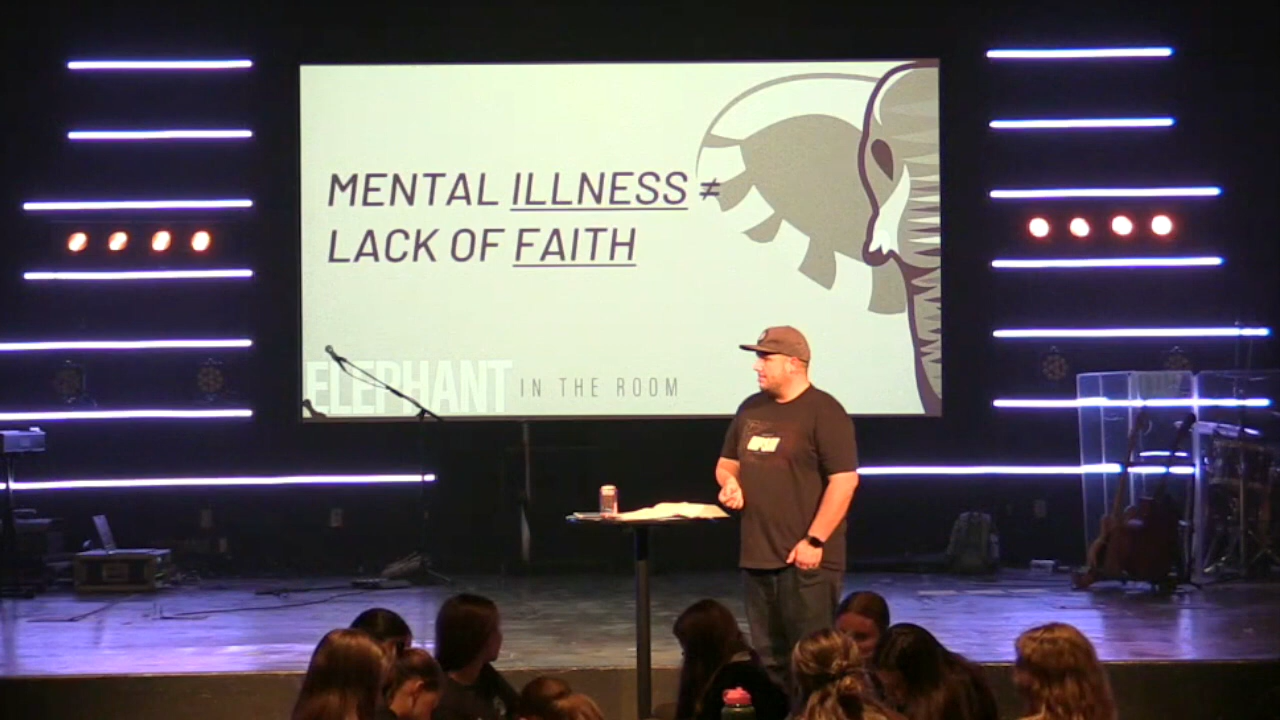 MENTAL ILLNESS ≠
LACK OF FAITH
ELEPHANT IN THE ROOM